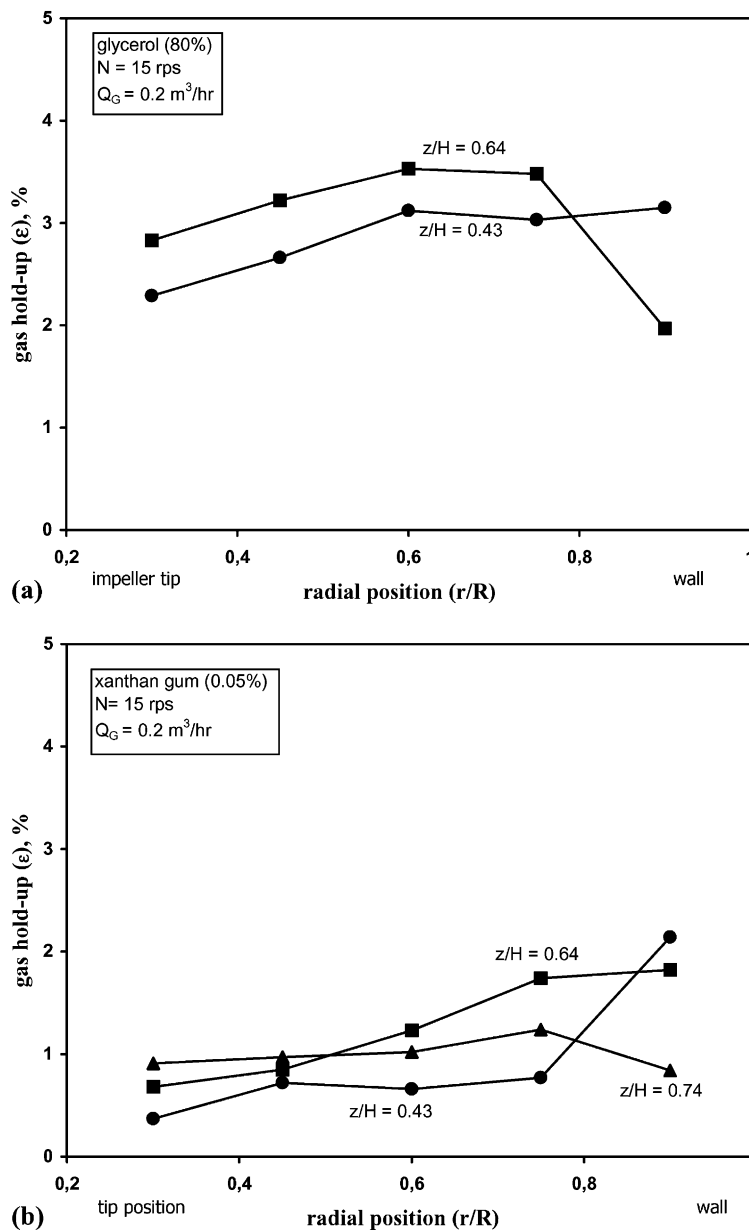 5
glycerol (80%)
N = 15 rps
Q_G = 0.2 m³/hr
4
z/H = 0.64
3
z/H = 0.43
gas hold-up (ε), %
2
1
0
0,2
0,4
0,6
0,8
1
impeller tip
wall
(a)
radial position (r/R)
5
xanthan gum (0.05%)
N= 15 rps
Q_G = 0.2 m³/hr
4
3
gas hold-up (ε), %
2
z/H = 0.64
1
z/H = 0.43
z/H = 0.74
0
0,2
0,4
0,6
0,8
1
tip position
wall
(b)
radial position (r/R)